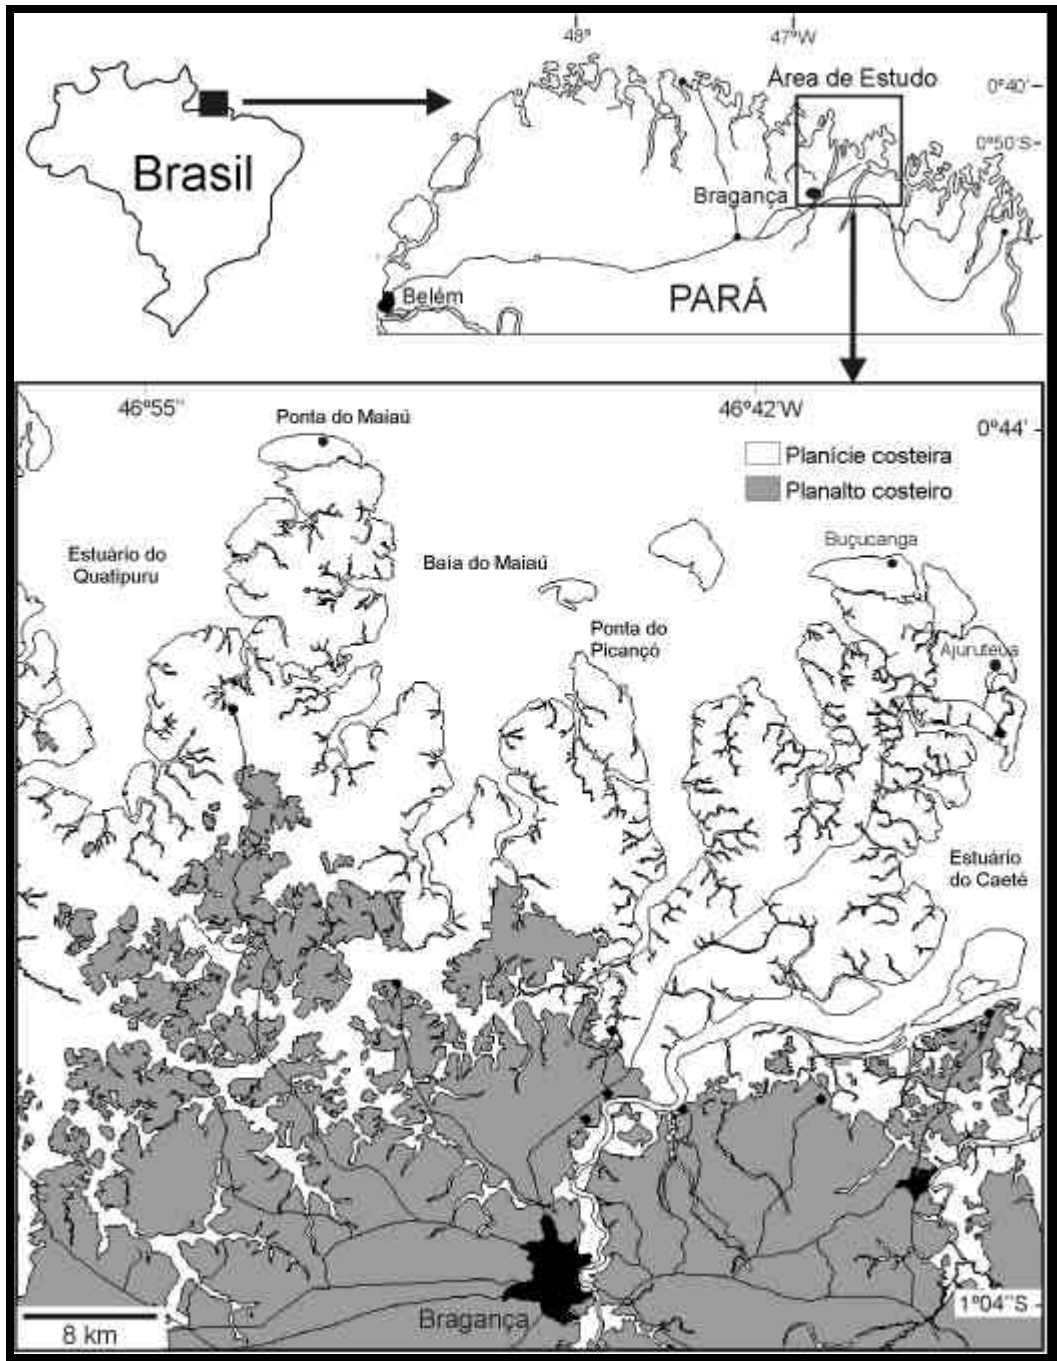 48º
47ºW
Área de Estudo
0º40'
0º50'S
Brasil
Bragança
Belém
PARÁ
46º55''
46º42'W
Ponta do Maiaú
0º44'
Planície costeira
Planalto costeiro
Estuário do
Quatipuru
Baía do Maiaú
Buçucanga
Ponta do
Picançó
Ajuruteua
Estuário
do Caeté
1º04''S
Bragança
8 km